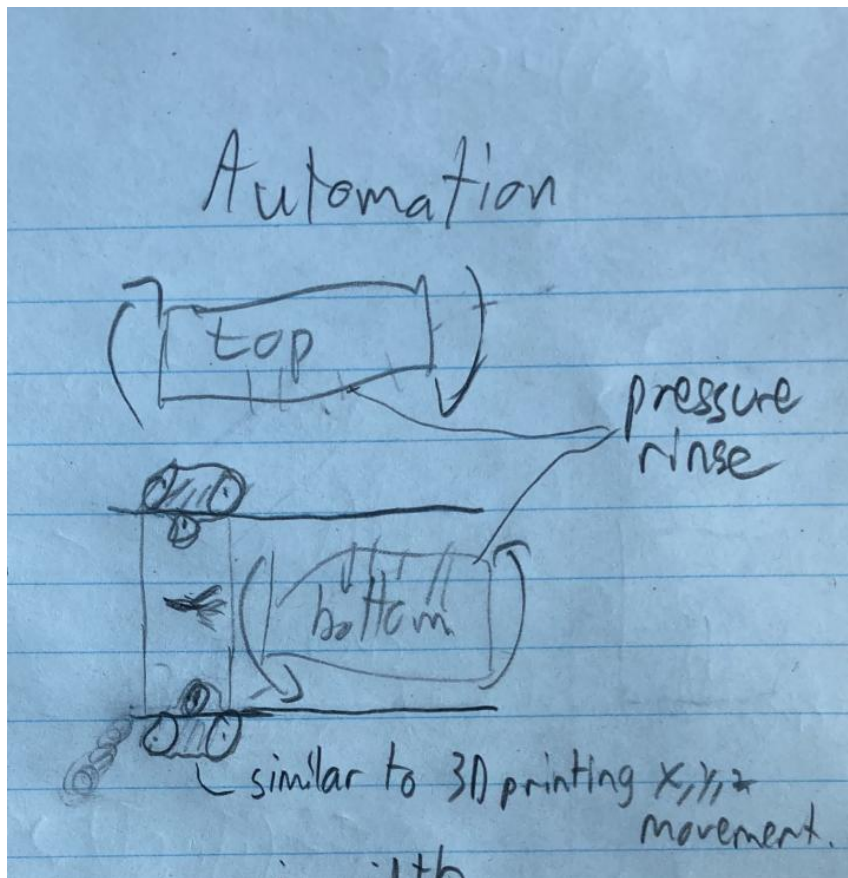 Automation
top
pressure
rinse
bottom
similar to 3D printing x, y, z
movement.